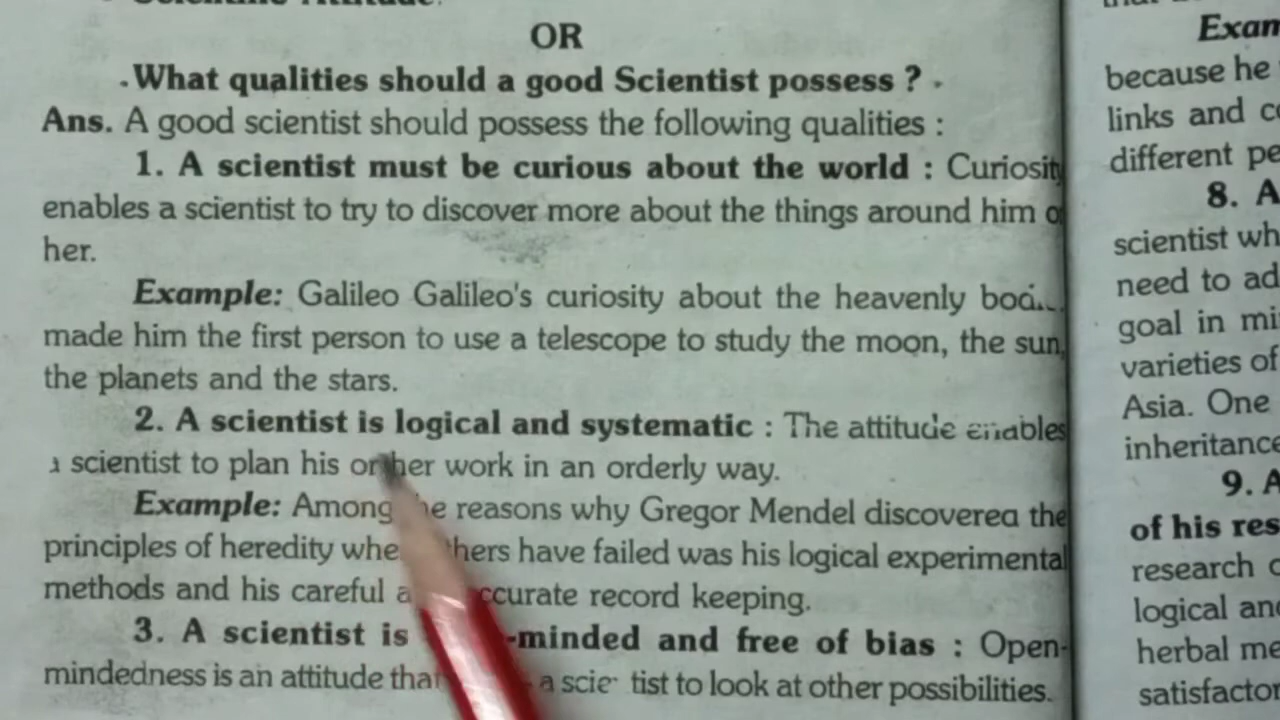 OR
What qualities should a good Scientist possess ?
Ans. A good scientist should possess the following qualities :
1. A scientist must be curious about the world : Curiosity
enables a scientist to try to discover more about the things around him o
her.
Example: Galileo Galileo's curiosity about the heavenly
made him the first person to use a telescope to study the moon, the sun,
the planets and the stars.
2. A scientist is logical and systematic : The attitude enables
a scientist to plan his or her work in an orderly way.
Example: Among he reasons why Gregor Mendel discovered the
principles of heredity whe thers have failed was his logical experimental
methods and his careful a ccurate record keeping.
3. A scientist is -minded and free of bias : Open-
mindedness is an attitude that a scie tist to look at other possibilities.
Exam
because he
links and c
different pe
8. A
scientist wh
need to ad
goal in mi
varieties of
Asia. One
inheritance
9. A
of his res
research
logical and
herbal me
satisfactor